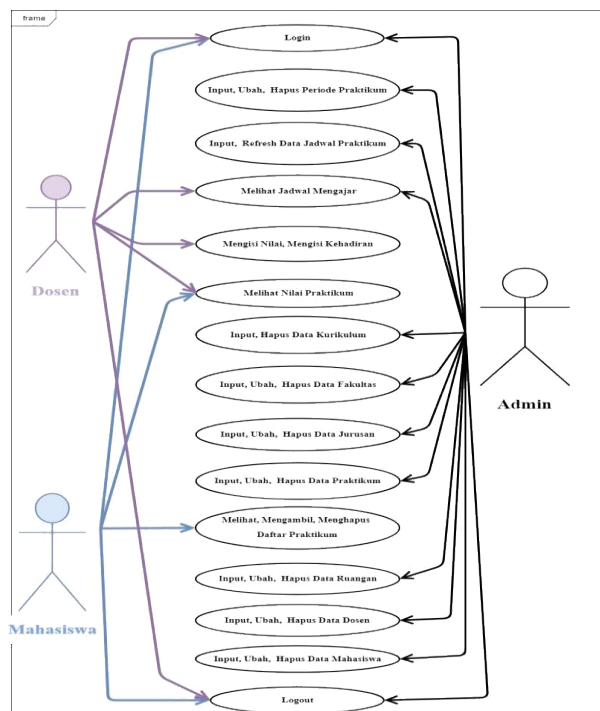 frame
Login
Input, Ubah, Hapus Periode Praktikum
Input, Refresh Data Jadwal Praktikum
Melihat Jadwal Mengajar
Mengisi Nilai, Mengisi Kehadiran
Dosen
Melihat Nilai Praktikum
Input, Hapus Data Kurikulum
Input, Ubah, Hapus Data Fakultas
Admin
Input, Ubah, Hapus Data Jurusan
Input, Ubah, Hapus Data Praktikum
Melihat, Mengambil, Menghapus
Daftar Praktikum
Input, Ubah, Hapus Data Ruangan
Input, Ubah, Hapus Data Dosen
Mahasiswa
Input, Ubah, Hapus Data Mahasiswa
Logout